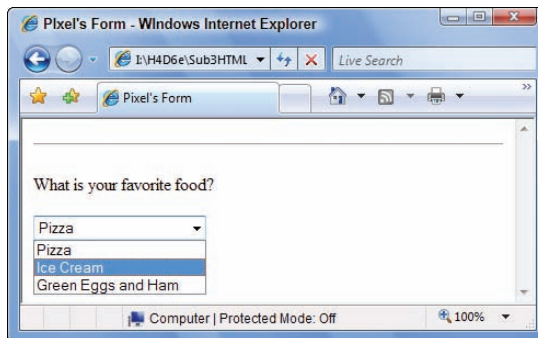 Pixel's Form - Windows Internet Explorer
I:\H4D6e\Sub3HTML
Live Search
Pixel's Form
What is your favorite food?
Pizza
Pizza
Ice Cream
Green Eggs and Ham
Computer | Protected Mode: Off
100%